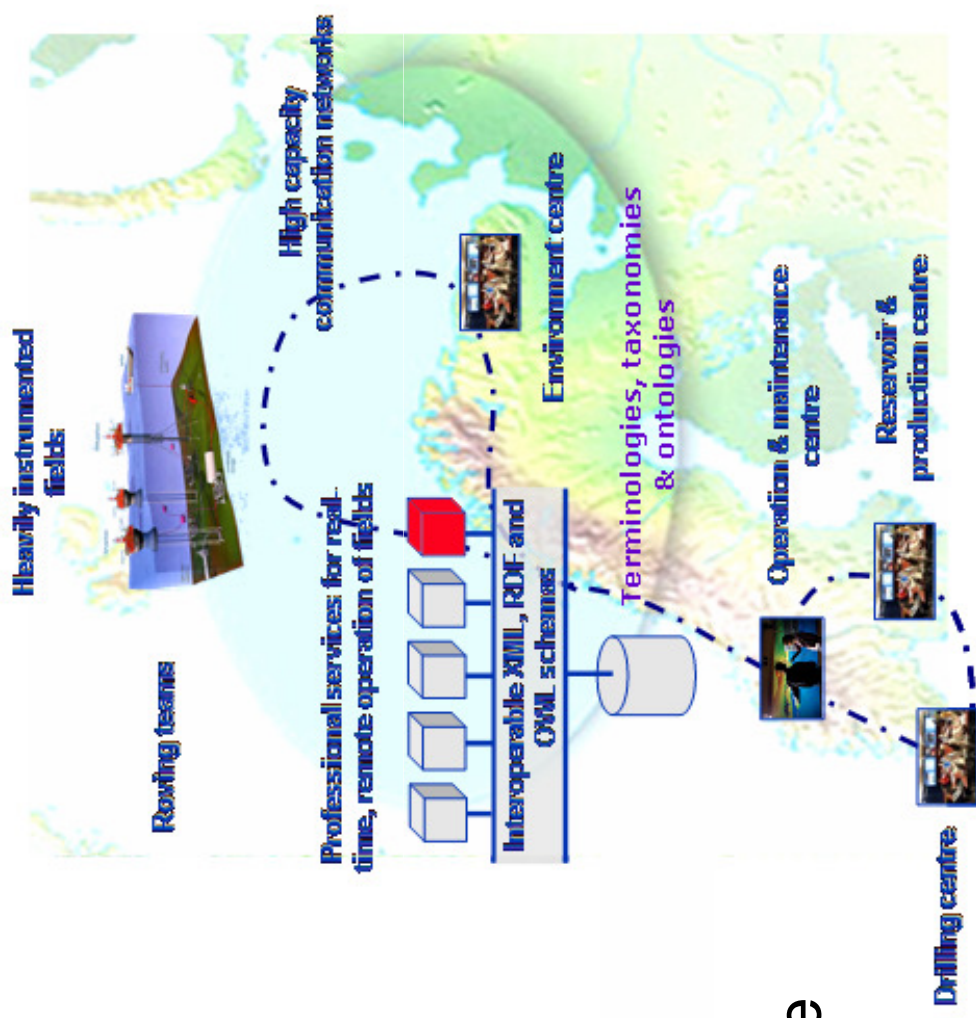 Heavily instrumented
fields
Roving teams
High capacity
communication networks
Professional services for real-
time, remote operation of fields
Interoperable XML, RDF and
OWL schemas
Environment centre
Terminologies, taxonomies
& ontologies
Operation & maintenance
centre
Reservoir &
production centre
Drilling centre
e